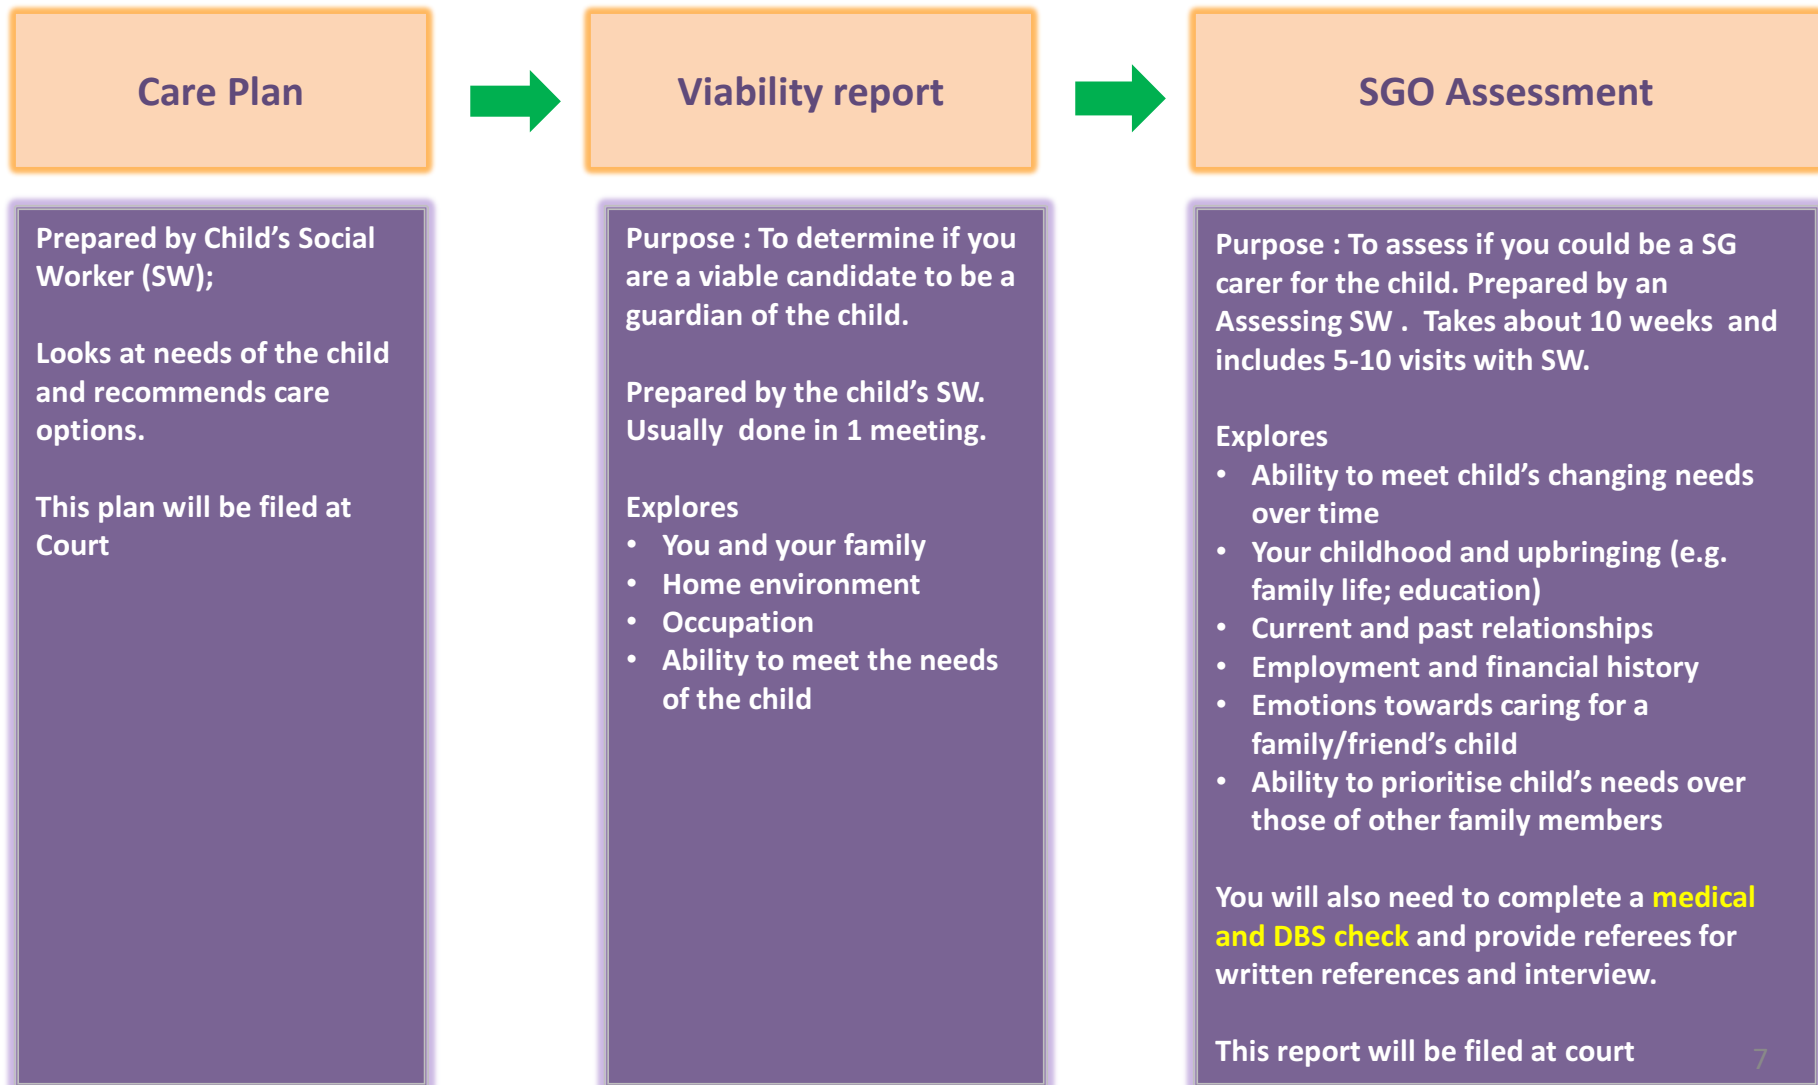 Care Plan
Viability report
SGO Assessment
Prepared by Child’s Social
Worker (SW);
Looks at needs of the child
and recommends care
options.
This plan will be filed at
Court
Purpose : To determine if you
are a viable candidate to be a
guardian of the child.
Prepared by the child’s SW.
Usually  done in 1 meeting.
Explores
• You and your family
• Home environment
• Occupation
• Ability to meet the needs
of the child
Purpose : To assess if you could be a SG
carer for the child. Prepared by an
Assessing SW .  Takes about 10 weeks  and
includes 5-10 visits with SW.
Explores
• Ability to meet child’s changing needs
over time
• Your childhood and upbringing (e.g.
family life; education)
• Current and past relationships
• Employment and financial history
• Emotions towards caring for a
family/friend’s child
• Ability to prioritise child’s needs over
those of other family members
You will also need to complete a medical
and DBS check and provide referees for
written references and interview.
This report will be filed at court
7